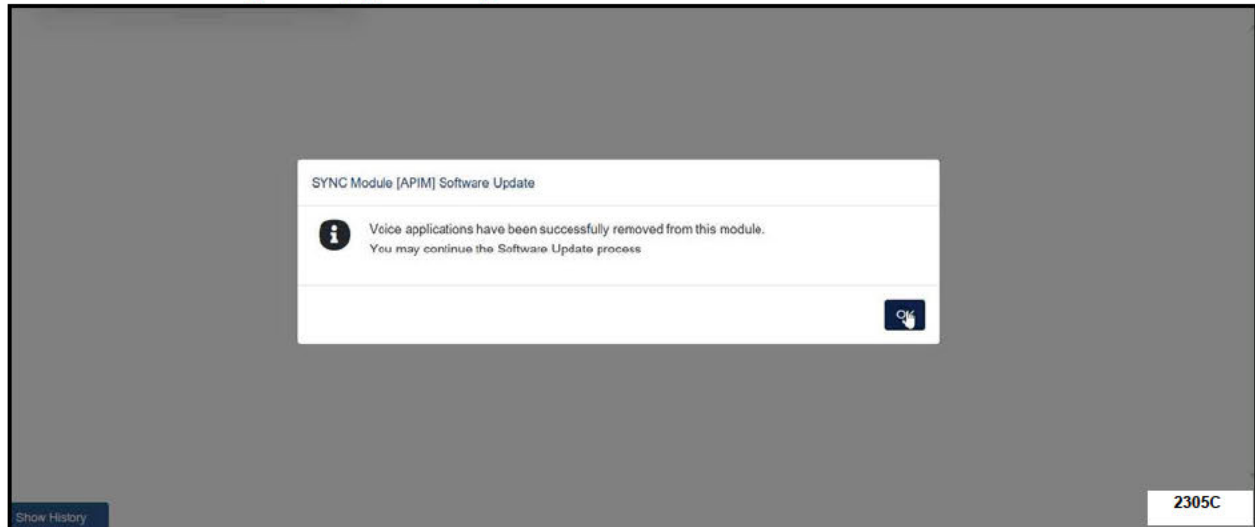 SYNC Module [APIM] Software Update
Voice applications have been successfully removed from this module.
You may continue the Software Update process
OK
Show History
2305C